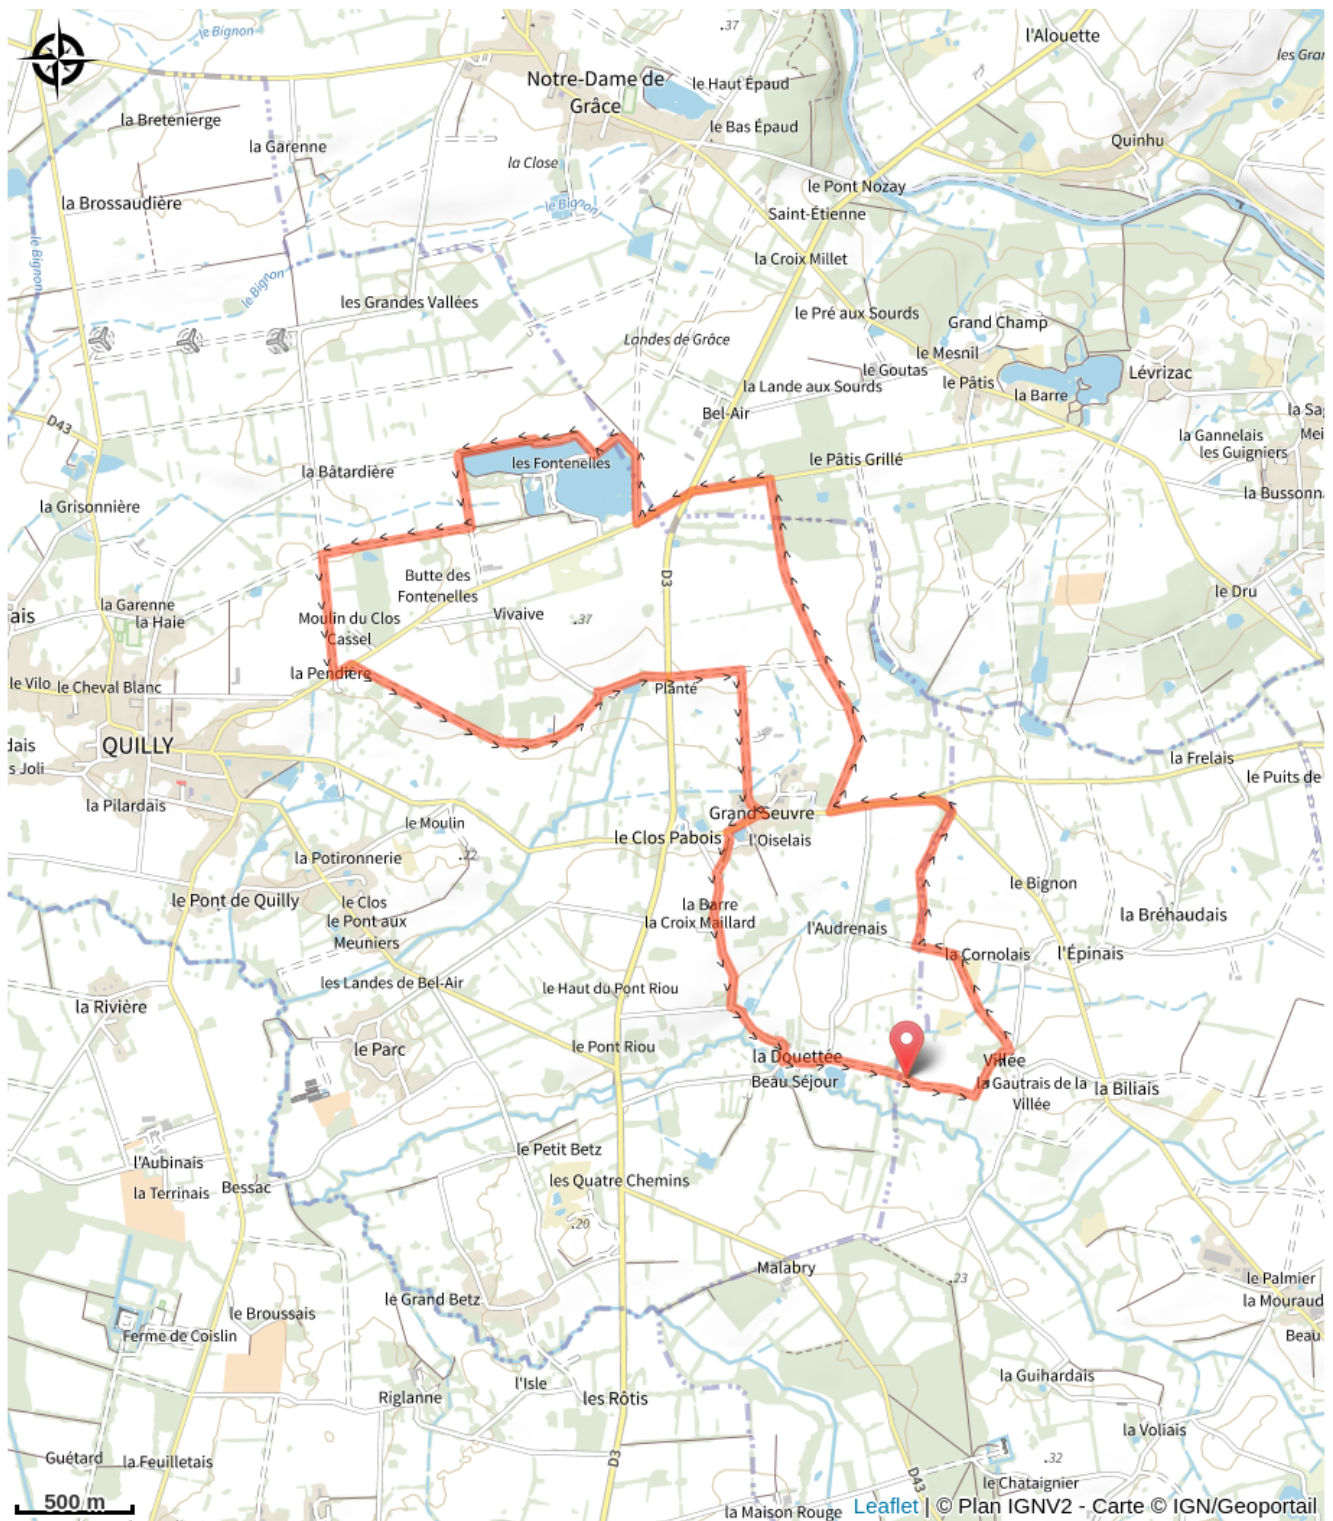 le Bignon
.37
l'Alouette
les Gra
Notre-Dame de
Grâce
le Haut Épaud
la Bretenierge
le Bas Épaud
la Garenne
Quinhu
la Close
le Pont Nozay
la Brossaudière
le Bignon
Saint-Étienne
le Bignon
la Croix Millet
le Bignon
les Grandes Vallées
le Pré aux Sourds
Grand Champ
Landes de Grâce
le Mesnil
le Goutas
Lévrizac
la Lande aux Sourds
le Pâtis
la Barre
D43
Bel-Air
la Sa
la Gannelais
Mei
les Guigniers
la Bâtardière
les Fontenelles
le Pâtis Grillé
la Grisonnière
la Busson
D3
Butte des
Fontenelles
le Dru
la Garenne
ais
la Haie
Moulin du Clos
Cassel
Vivaive
.37
le Vilo
le Cheval Blanc
la Pendière
Planté
dais
QUILLY
s Joli
la Frelais
le Puits de
la Pilardais
le Moulin
Grand Seuvre
le Clos Pabois
l'Oiselais
la Potironnerie
.22
le Bignon
le Pont de Quilly
le Clos
la Barre
le Pont aux
Meuniers
la Croix Maillard
l'Audrenais
la Bréhaudais
la Cornolais
l'Épinais
les Landes de Bel-Air
le Haut du Pont Riou
la Rivière
le Parc
le Pont Riou
la Douettée
Villée
Beau Séjour
la Gautrais de la
Villée
la Biliais
le Petit Betz
l'Aubinais
les Quatre Chemins
la Terrinais
Bessac
.20
Malabry
.23
le Palmier
le Grand Betz
la Mouraud
le Broussais
Beau
Ferme de Coislin
l'Isle
la Guihardais
Riglanne
les Rôtis
la Voliais
Guétard
la Feuilletais
D3
.32
D43
le Chataignier
500 m
la Maison Rouge
Leaflet | © Plan IGNV2 - Carte © IGN/Geoportail